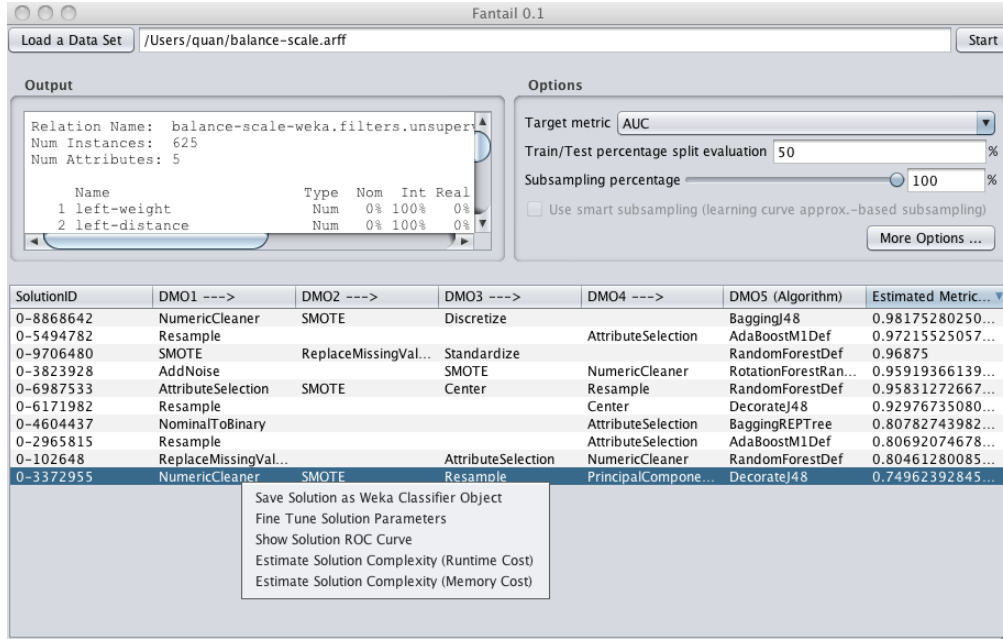 Fantail 0.1
Load a Data Set /Users/quan/balance-scale.arff Start
Output
Relation Name: balance-scale-weka.filters.unsuper
Num Instances: 625
Num Attributes: 5
Name Type Nom Int Real
1 left-weight Num 0% 100% 0%
2 left-distance Num 0% 100% 0%
Options
Target metric AUC
Train/Test percentage split evaluation 50 %
Subsampling percentage 100 %
Use smart subsampling (learning curve approx.-based subsampling)
More Options ...
SolutionID DMO1 ---> DMO2 ---> DMO3 ---> DMO4 ---> DMO5 (Algorithm) Estimated Metric...
0-8868642 NumericCleaner SMOTE Discretize BaggingJ48 0.98175280250...
0-5494782 Resample AttributeSelection AdaBoostM1Def 0.97215525057...
0-9706480 SMOTE ReplaceMissingVal... Standardize RandomForestDef 0.96875
0-3823928 AddNoise SMOTE NumericCleaner RotationForestRan... 0.95919366139...
0-6987533 AttributeSelection SMOTE Center Resample RandomForestDef 0.95831272667...
0-6171982 Resample Center DecorateJ48 0.92976735080...
0-4604437 NominalToBinary AttributeSelection BaggingREPTree 0.80782743982...
0-2965815 Resample AttributeSelection AdaBoostM1Def 0.80692074678...
0-102648 ReplaceMissingVal... AttributeSelection NumericCleaner RandomForestDef 0.80461280085...
0-3372955 NumericCleaner SMOTE Resample PrincipalCompone... DecorateJ48 0.74962392845...
Save Solution as Weka Classifier Object
Fine Tune Solution Parameters
Show Solution ROC Curve
Estimate Solution Complexity (Runtime Cost)
Estimate Solution Complexity (Memory Cost)